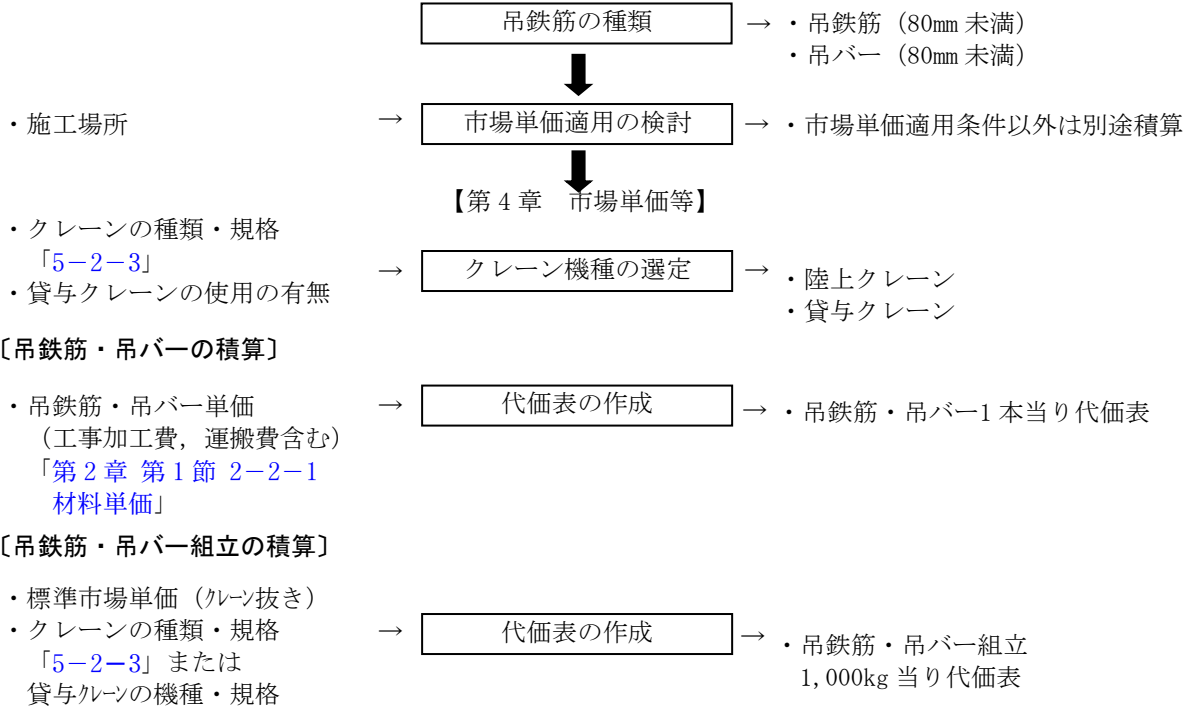 吊鉄筋の種類
→ ・吊鉄筋（80㎜未満）
・吊バー（80㎜未満）
・施工場所
→
市場単価適用の検討
→ ・市場単価適用条件以外は別途積算
【第４章　市場単価等】
・クレーンの種類・規格
「5－2－3」
・貸与クレーンの使用の有無
→
クレーン機種の選定
→
・陸上クレーン
・貸与クレーン
〔吊鉄筋・吊バーの積算〕
・吊鉄筋・吊バー単価
（工事加工費，運搬費含む）
「第２章 第１節 2－2－1
材料単価」
→
代価表の作成
→ ・吊鉄筋・吊バー1本当り代価表
〔吊鉄筋・吊バー組立の積算〕
・標準市場単価（ｸﾚｰﾝ抜き）
・クレーンの種類・規格
「5－2－3」または
貸与ｸﾚｰﾝの機種・規格
→
代価表の作成
→
・吊鉄筋・吊バー組立
1,000kg当り代価表